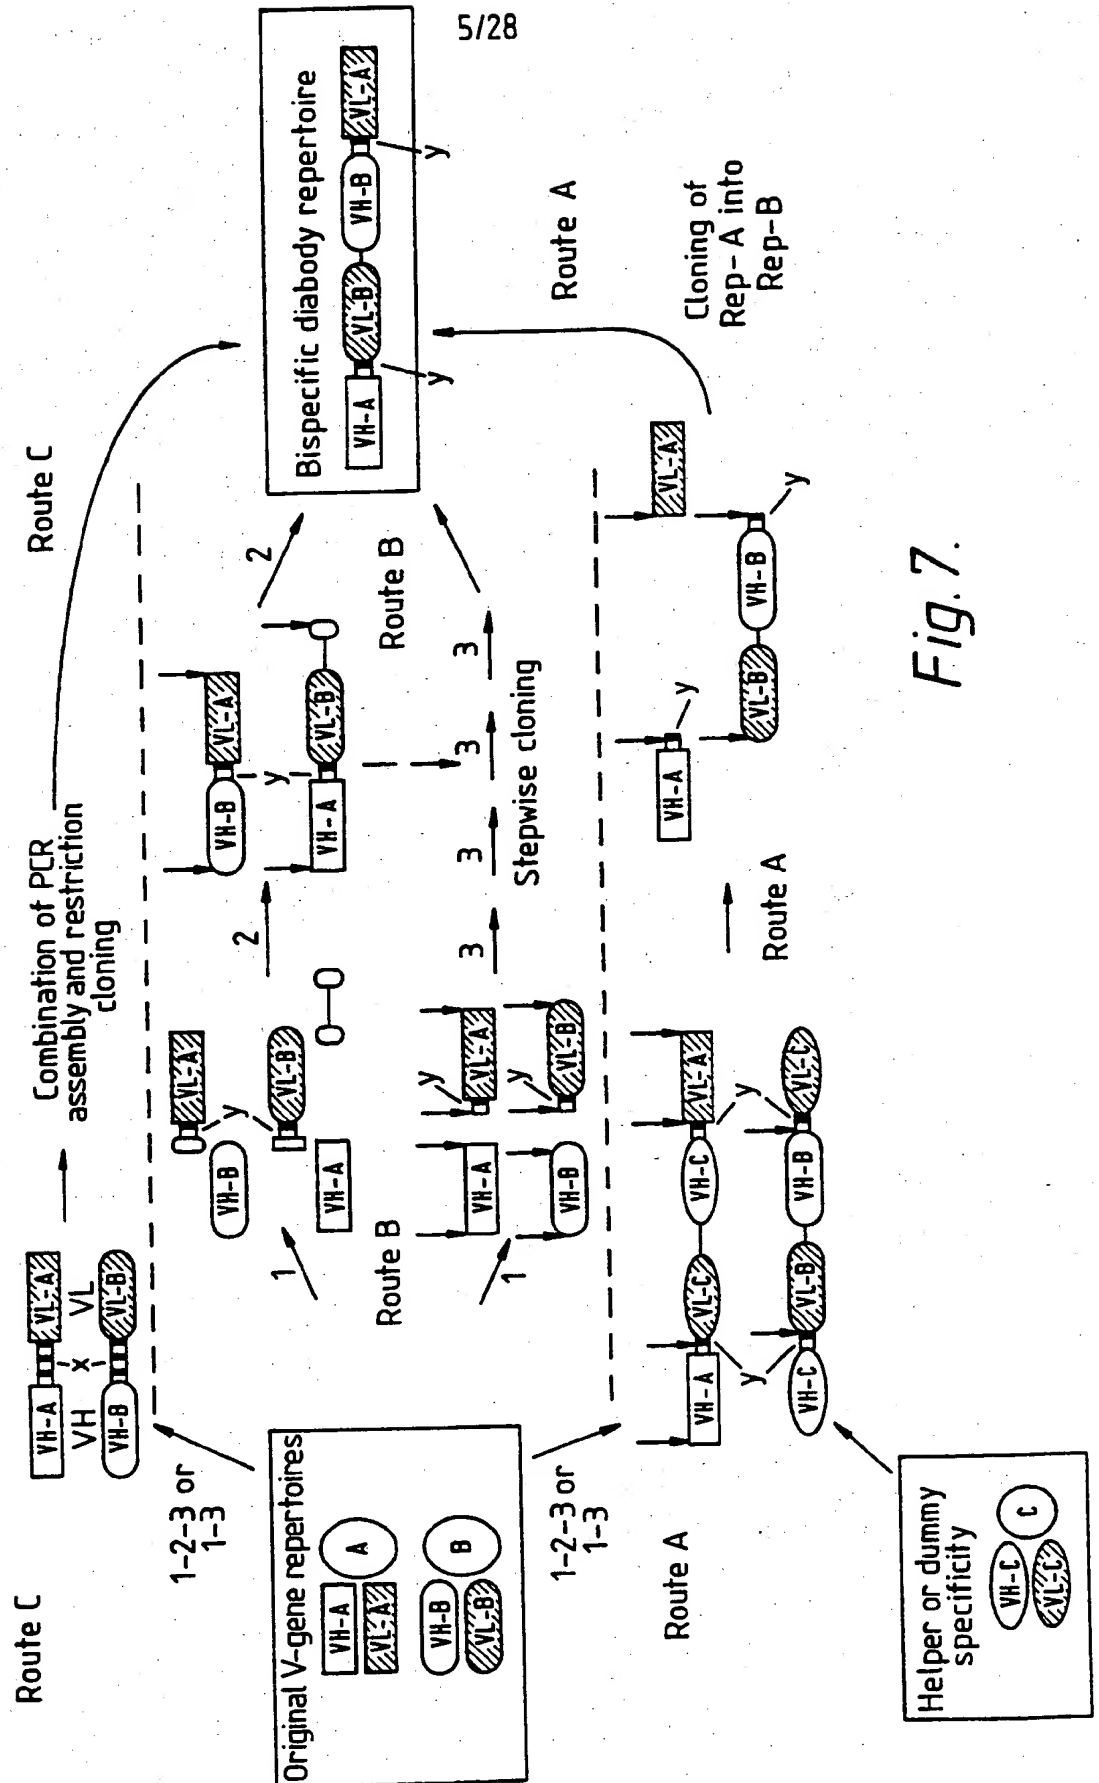 5/28
Route C
Route C
Combination of PCR
assembly and restriction
cloning
VH-A
VL-A
VH
x
VL
VH-B
VL-B
1-2-3 or
1-3
Original V-gene repertoires
VH-A
VL-A
A
VH-B
VL-B
B
1-2-3 or
1-3
Route A
Helper or dummy
specificity
VH-C
VL-C
C
1
VL-A
VH-B
y
VL-B
VH-A
2
VH-B
VL-A
y
VH-A
VL-B
2
Route B
Route B
1
VH-A
y
VL-A
VH-B
y
VL-B
3
3
3
3
Stepwise cloning
Bispecific diabody repertoire
VH-A
VL-B
VH-B
VL-A
y
y
VH-A
VL-C
VH-C
VL-A
y
y
VH-C
VL-B
VH-B
VL-C
Route A
VH-A
y
VL-A
VL-B
VH-B
y
Route A
Cloning of
Rep-A into
Rep-B
Fig. 7.